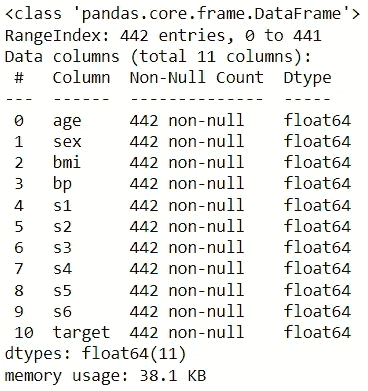 <class 'pandas.core.frame.DataFrame'>
RangeIndex: 442 entries, 0 to 441
Data columns (total 11 columns):
 #   Column  Non-Null Count  Dtype
---  ------  --------------  -----
 0   age     442 non-null    float64
 1   sex     442 non-null    float64
 2   bmi     442 non-null    float64
 3   bp      442 non-null    float64
 4   s1      442 non-null    float64
 5   s2      442 non-null    float64
 6   s3      442 non-null    float64
 7   s4      442 non-null    float64
 8   s5      442 non-null    float64
 9   s6      442 non-null    float64
 10  target  442 non-null    float64
dtypes: float64(11)
memory usage: 38.1 KB